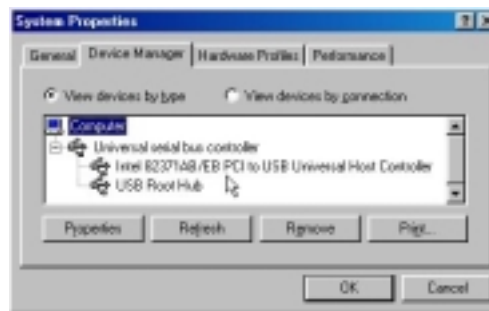 System Properties
General Device Manager Hardware Profiles Performance
View devices by type View devices by connection
Computer
Universal serial bus controller
Intel 82371AB/EB PCI to USB Universal Host Controller
USB Root Hub
Properties Refresh Remove Print...
OK Cancel